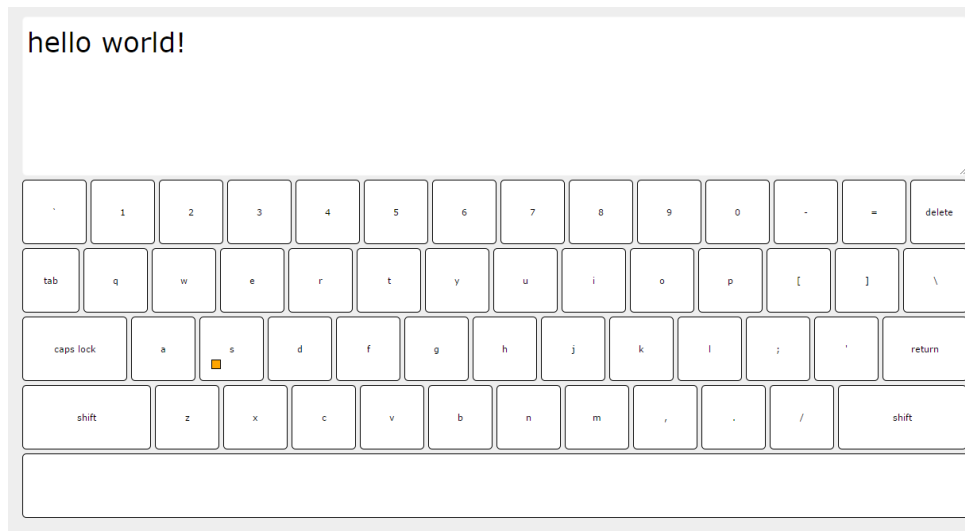 hello world!
` 1 2 3 4 5 6 7 8 9 0 - = delete
tab q w e r t y u i o p [ ] \
caps lock a s d f g h j k l ; ' return
shift z x c v b n m , . / shift